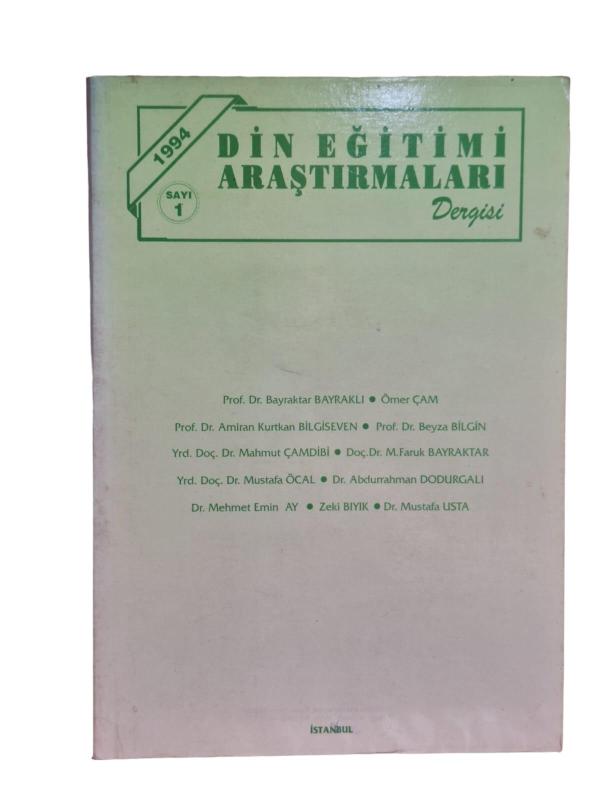 1994
SAYI
1
DİN EĞİTİMİ
ARAŞTIRMALARI
Dergisi
Prof. Dr. Bayraktar BAYRAKLI ● Ömer ÇAM
Prof. Dr. Amiran Kurtkan BİLGİSEVEN ● Prof. Dr. Beyza BİLGİN
Yrd. Doç. Dr. Mahmut ÇAMDİBİ ● Doç.Dr. M.Faruk BAYRAKTAR
Yrd. Doç. Dr. Mustafa ÖCAL ● Dr. Abdurrahman DODURGALI
Dr. Mehmet Emin AY ● Zeki BIYIK ● Dr. Mustafa USTA
İSTANBUL